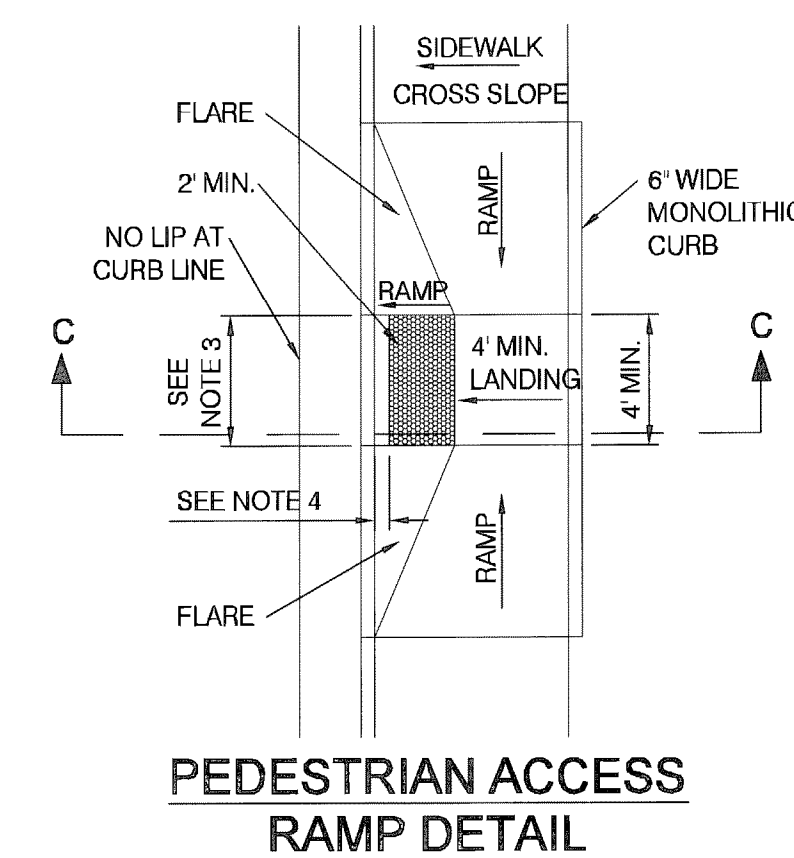 SIDEWALK
CROSS SLOPE
FLARE
2' MIN.
NO LIP AT
CURB LINE
RAMP
6" WIDE
MONOLITHIC
CURB
RAMP
C
C
SEE
NOTE 3
4' MIN.
LANDING
4' MIN.
SEE NOTE 4
RAMP
FLARE
PEDESTRIAN ACCESS
RAMP DETAIL